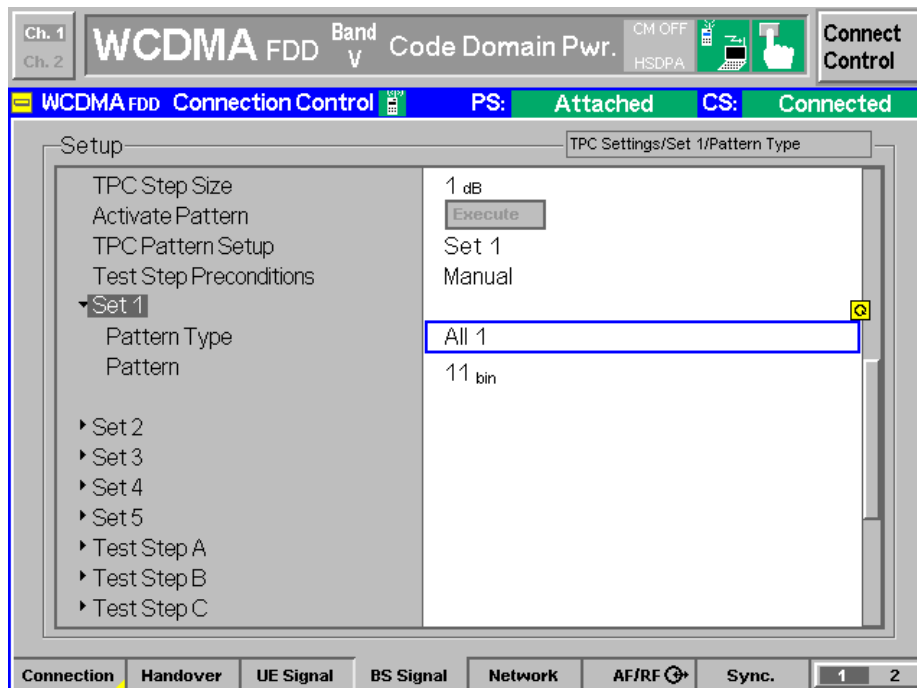 Ch. 1
Ch. 2
WCDMA FDD Band V Code Domain Pwr.
CM OFF
HSDPA
Connect Control
WCDMA FDD Connection Control PS: Attached CS: Connected
Setup TPC Settings/Set 1/Pattern Type
TPC Step Size 1 dB
Activate Pattern Execute
TPC Pattern Setup Set 1
Test Step Preconditions Manual
Set 1
Pattern Type All 1
Pattern 11 bin
Set 2
Set 3
Set 4
Set 5
Test Step A
Test Step B
Test Step C
Connection Handover UE Signal BS Signal Network AF/RF Sync. 1 2